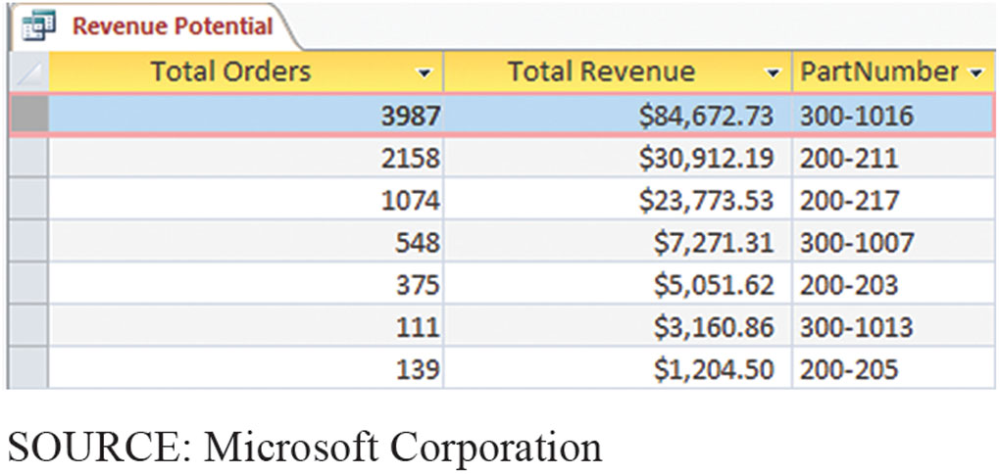 Revenue Potential
Total Orders Total Revenue PartNumber
3987 $84,672.73 300-1016
2158 $30,912.19 200-211
1074 $23,773.53 200-217
548 $7,271.31 300-1007
375 $5,051.62 200-203
111 $3,160.86 300-1013
139 $1,204.50 200-205
SOURCE: Microsoft Corporation